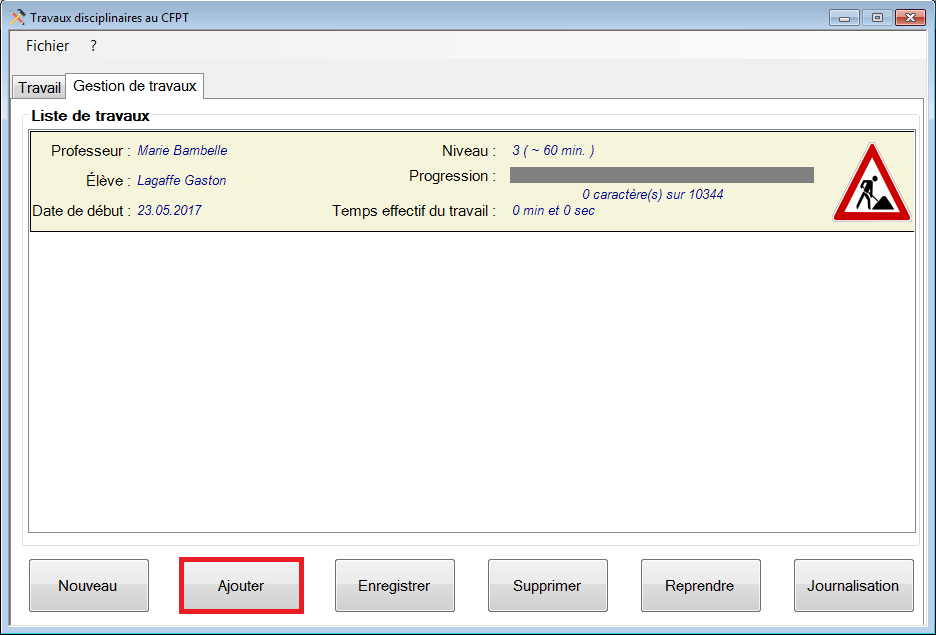 Travaux disciplinaires au CFPT
Fichier ?
Travail Gestion de travaux
Liste de travaux
Professeur : Marie Bambelle Niveau : 3 ( ~ 60 min. )
Élève : Lagaffe Gaston Progression :
0 caractère(s) sur 10344
Date de début : 23.05.2017 Temps effectif du travail : 0 min et 0 sec
Nouveau Ajouter Enregistrer Supprimer Reprendre Journalisation